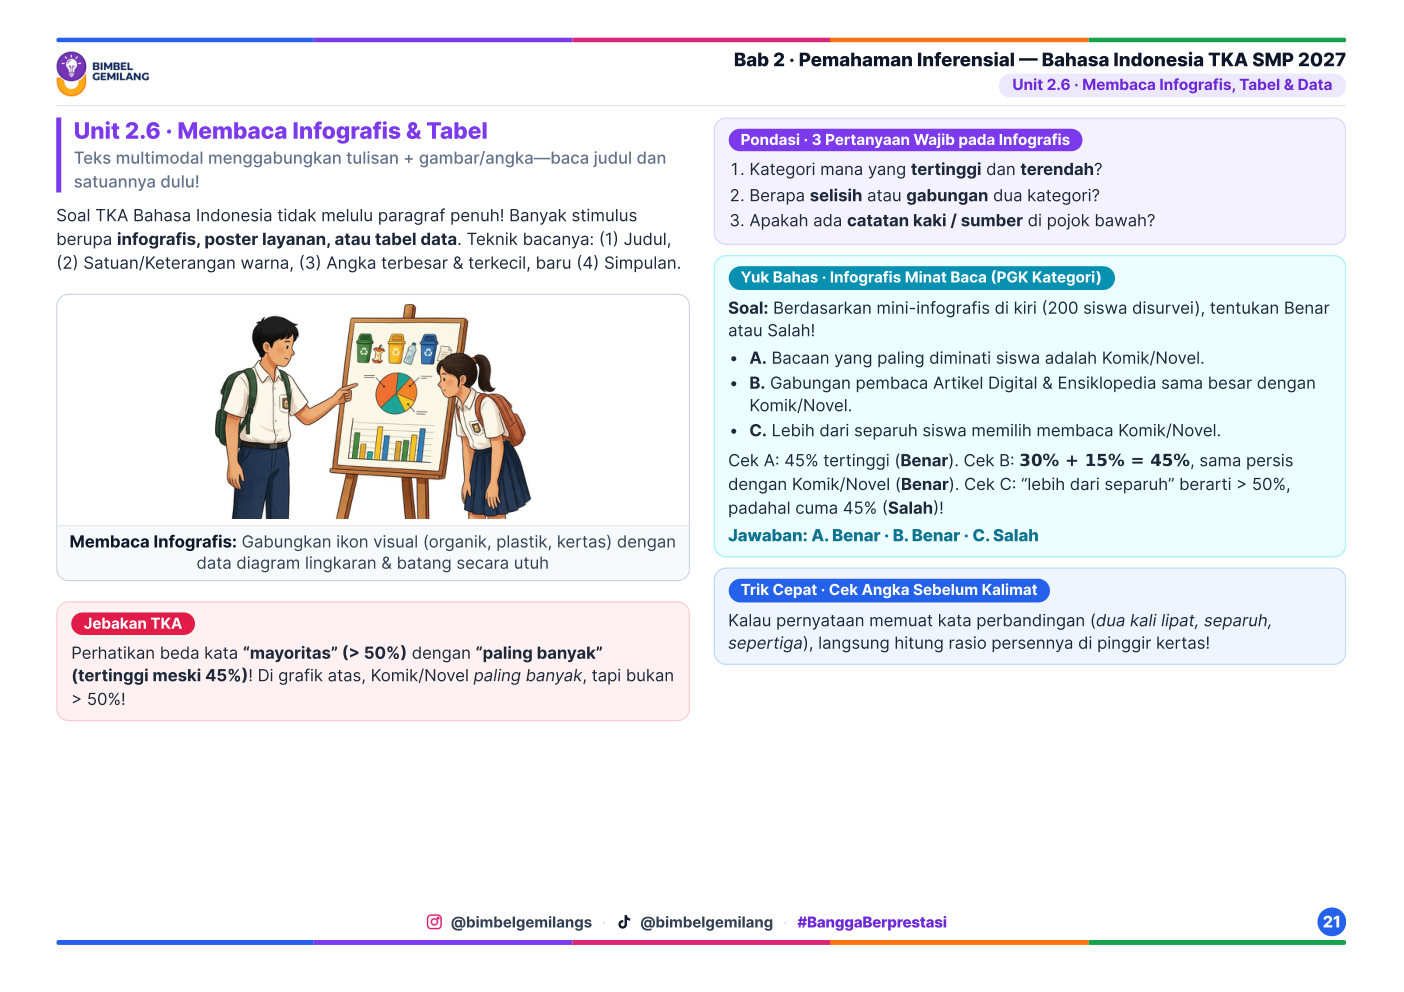 BIMBEL
GEMILANG
Bab 2 · Pemahaman Inferensial — Bahasa Indonesia TKA SMP 2027
Unit 2.6 · Membaca Infografis, Tabel & Data
Unit 2.6 · Membaca Infografis & Tabel
Teks multimodal menggabungkan tulisan + gambar/angka—baca judul dan
satuannya dulu!
Soal TKA Bahasa Indonesia tidak melulu paragraf penuh! Banyak stimulus
berupa infografis, poster layanan, atau tabel data. Teknik bacanya: (1) Judul,
(2) Satuan/Keterangan warna, (3) Angka terbesar & terkecil, baru (4) Simpulan.
Membaca Infografis: Gabungkan ikon visual (organik, plastik, kertas) dengan
data diagram lingkaran & batang secara utuh
Jebakan TKA
Perhatikan beda kata “mayoritas” (> 50%) dengan “paling banyak”
(tertinggi meski 45%)! Di grafik atas, Komik/Novel paling banyak, tapi bukan
> 50%!
Pondasi · 3 Pertanyaan Wajib pada Infografis
1. Kategori mana yang tertinggi dan terendah?
2. Berapa selisih atau gabungan dua kategori?
3. Apakah ada catatan kaki / sumber di pojok bawah?
Yuk Bahas · Infografis Minat Baca (PGK Kategori)
Soal: Berdasarkan mini-infografis di kiri (200 siswa disurvei), tentukan Benar
atau Salah!
• A. Bacaan yang paling diminati siswa adalah Komik/Novel.
• B. Gabungan pembaca Artikel Digital & Ensiklopedia sama besar dengan
Komik/Novel.
• C. Lebih dari separuh siswa memilih membaca Komik/Novel.
Cek A: 45% tertinggi (Benar). Cek B: 30% + 15% = 45%, sama persis
dengan Komik/Novel (Benar). Cek C: “lebih dari separuh” berarti > 50%,
padahal cuma 45% (Salah)!
Jawaban: A. Benar · B. Benar · C. Salah
Trik Cepat · Cek Angka Sebelum Kalimat
Kalau pernyataan memuat kata perbandingan (dua kali lipat, separuh,
sepertiga), langsung hitung rasio persennya di pinggir kertas!
@bimbelgemilangs · @bimbelgemilang · #BanggaBerprestasi
21